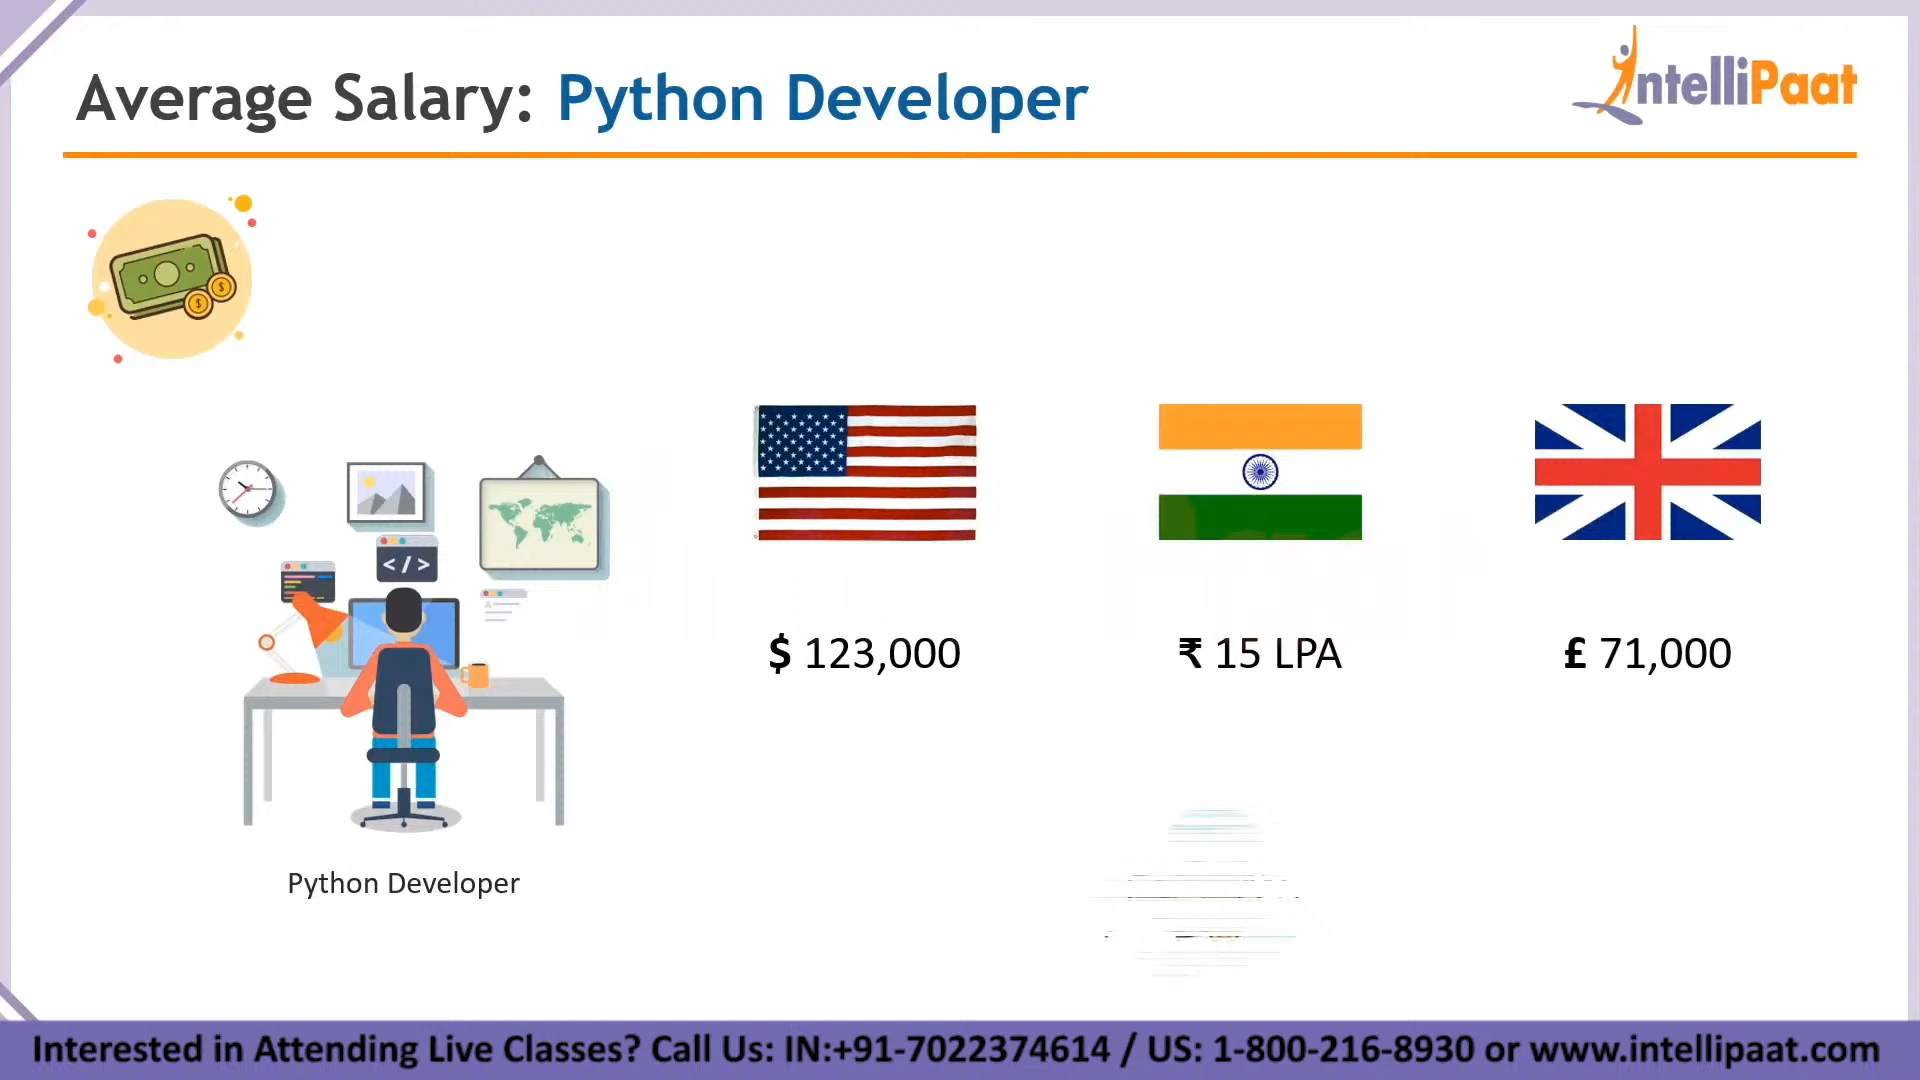 Average Salary: Python Developer
IntelliPaat
</>
$ 123,000
₹ 15 LPA
£ 71,000
Python Developer
Interested in Attending Live Classes? Call Us: IN:+91-7022374614 / US: 1-800-216-8930 or www.intellipaat.com